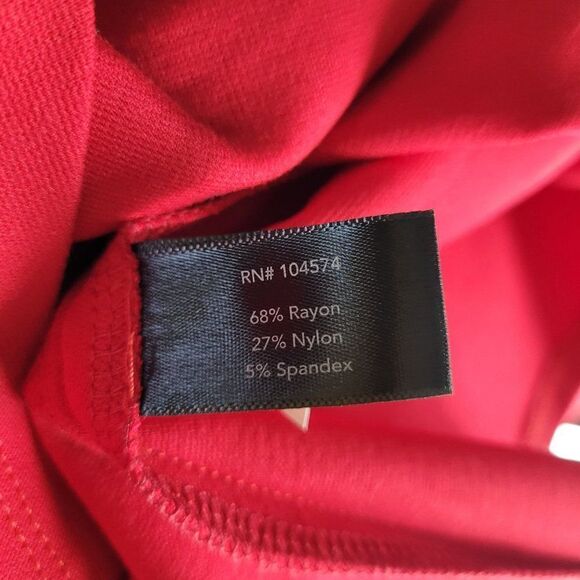 RN# 104574
68% Rayon
27% Nylon
5% Spandex